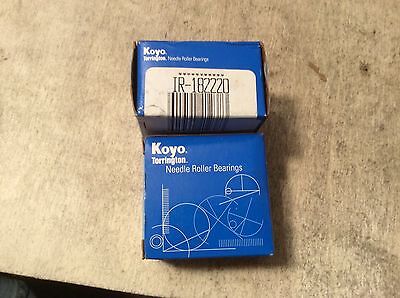 Koyo.
Torrington. Needle Roller Bearings
IR-182220
Koyo.
Torrington.
Needle Roller Bearings